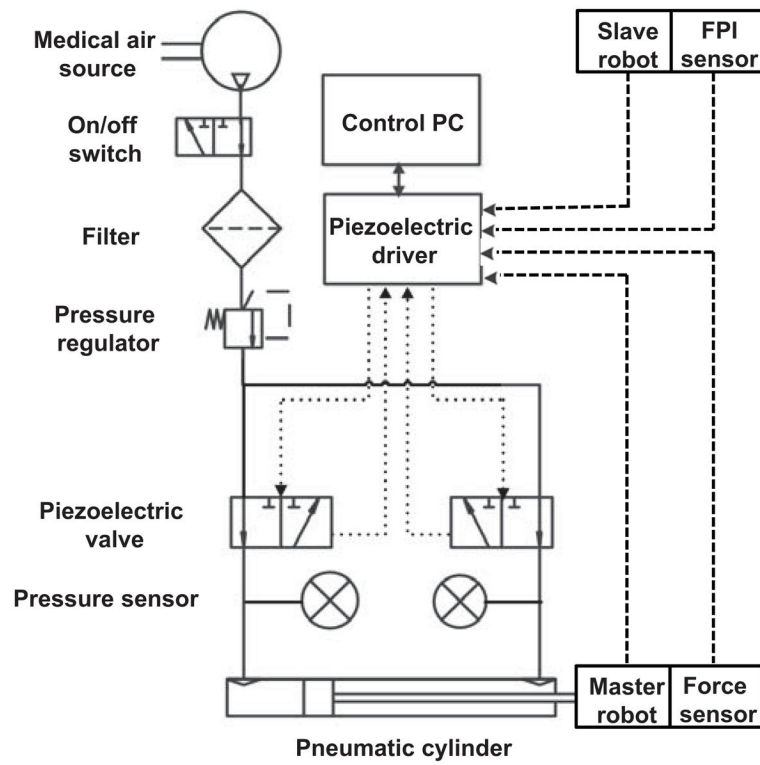 Medical air
source
On/off
switch
Filter
Pressure
regulator
Control PC
Piezoelectric
driver
Slave
robot
FPI
sensor
Piezoelectric
valve
Pressure sensor
Master
robot
Force
sensor
Pneumatic cylinder